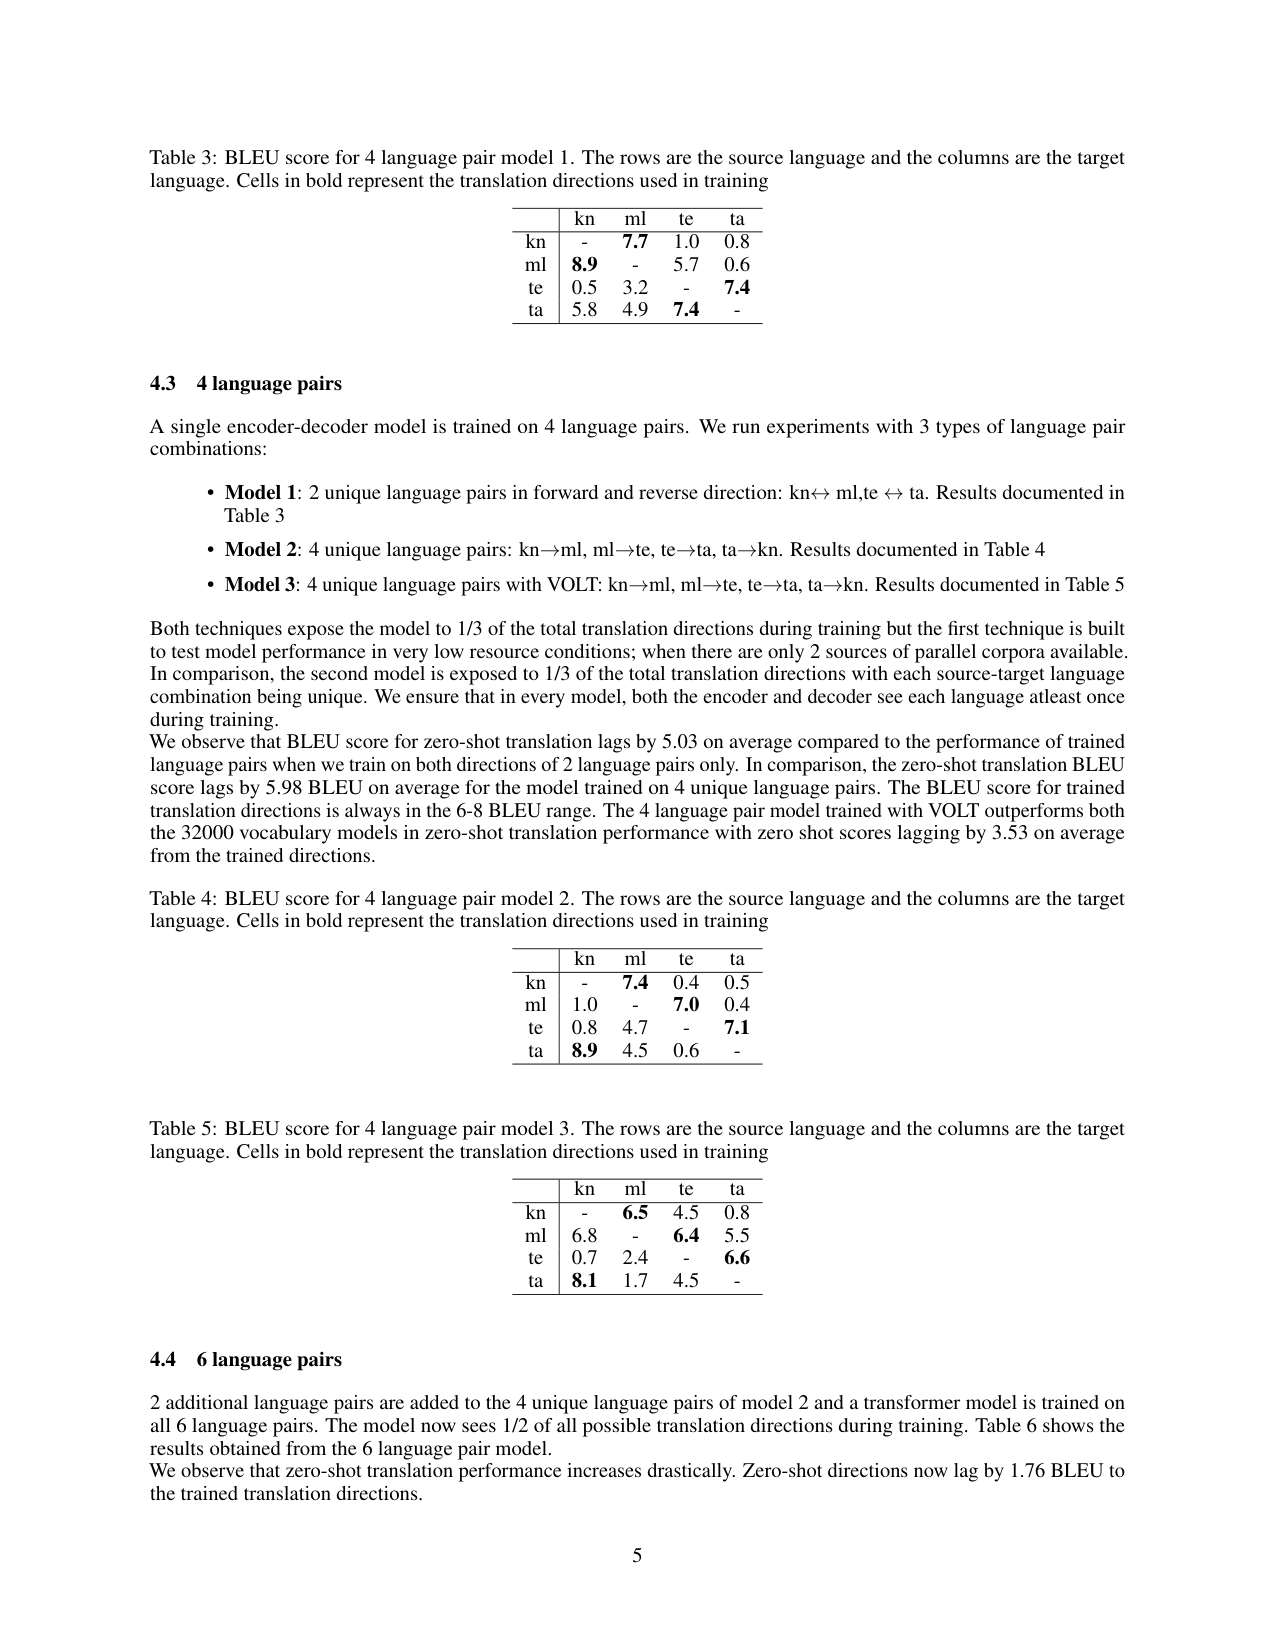 Table 3: BLEU score for 4 language pair model 1. The rows are the source language and the columns are the target
language. Cells in bold represent the translation directions used in training
kn ml te ta
kn - 7.7 1.0 0.8
ml 8.9 - 5.7 0.6
te 0.5 3.2 - 7.4
ta 5.8 4.9 7.4 -
4.3 4 language pairs
A single encoder-decoder model is trained on 4 language pairs. We run experiments with 3 types of language pair
combinations:
• Model 1: 2 unique language pairs in forward and reverse direction: kn↔ ml,te ↔ ta. Results documented in
Table 3
• Model 2: 4 unique language pairs: kn→ml, ml→te, te→ta, ta→kn. Results documented in Table 4
• Model 3: 4 unique language pairs with VOLT: kn→ml, ml→te, te→ta, ta→kn. Results documented in Table 5
Both techniques expose the model to 1/3 of the total translation directions during training but the first technique is built
to test model performance in very low resource conditions; when there are only 2 sources of parallel corpora available.
In comparison, the second model is exposed to 1/3 of the total translation directions with each source-target language
combination being unique. We ensure that in every model, both the encoder and decoder see each language atleast once
during training.
We observe that BLEU score for zero-shot translation lags by 5.03 on average compared to the performance of trained
language pairs when we train on both directions of 2 language pairs only. In comparison, the zero-shot translation BLEU
score lags by 5.98 BLEU on average for the model trained on 4 unique language pairs. The BLEU score for trained
translation directions is always in the 6-8 BLEU range. The 4 language pair model trained with VOLT outperforms both
the 32000 vocabulary models in zero-shot translation performance with zero shot scores lagging by 3.53 on average
from the trained directions.
Table 4: BLEU score for 4 language pair model 2. The rows are the source language and the columns are the target
language. Cells in bold represent the translation directions used in training
kn ml te ta
kn - 7.4 0.4 0.5
ml 1.0 - 7.0 0.4
te 0.8 4.7 - 7.1
ta 8.9 4.5 0.6 -
Table 5: BLEU score for 4 language pair model 3. The rows are the source language and the columns are the target
language. Cells in bold represent the translation directions used in training
kn ml te ta
kn - 6.5 4.5 0.8
ml 6.8 - 6.4 5.5
te 0.7 2.4 - 6.6
ta 8.1 1.7 4.5 -
4.4 6 language pairs
2 additional language pairs are added to the 4 unique language pairs of model 2 and a transformer model is trained on
all 6 language pairs. The model now sees 1/2 of all possible translation directions during training. Table 6 shows the
results obtained from the 6 language pair model.
We observe that zero-shot translation performance increases drastically. Zero-shot directions now lag by 1.76 BLEU to
the trained translation directions.
5